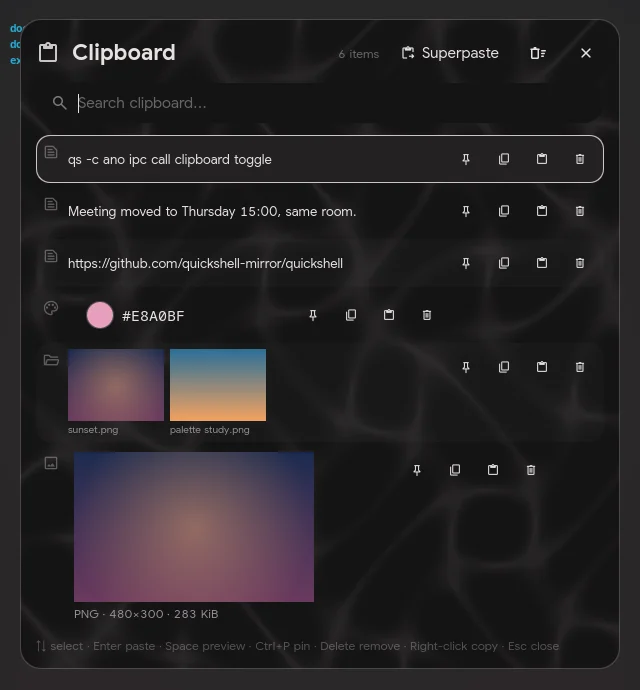 Clipboard
6 items
Superpaste
Search clipboard...
qs -c ano ipc call clipboard toggle
Meeting moved to Thursday 15:00, same room.
https://github.com/quickshell-mirror/quickshell
#E8A0BF
sunset.png
palette study.png
PNG · 480×300 · 283 KiB
↑↓ select · Enter paste · Space preview · Ctrl+P pin · Delete remove · Right-click copy · Esc close